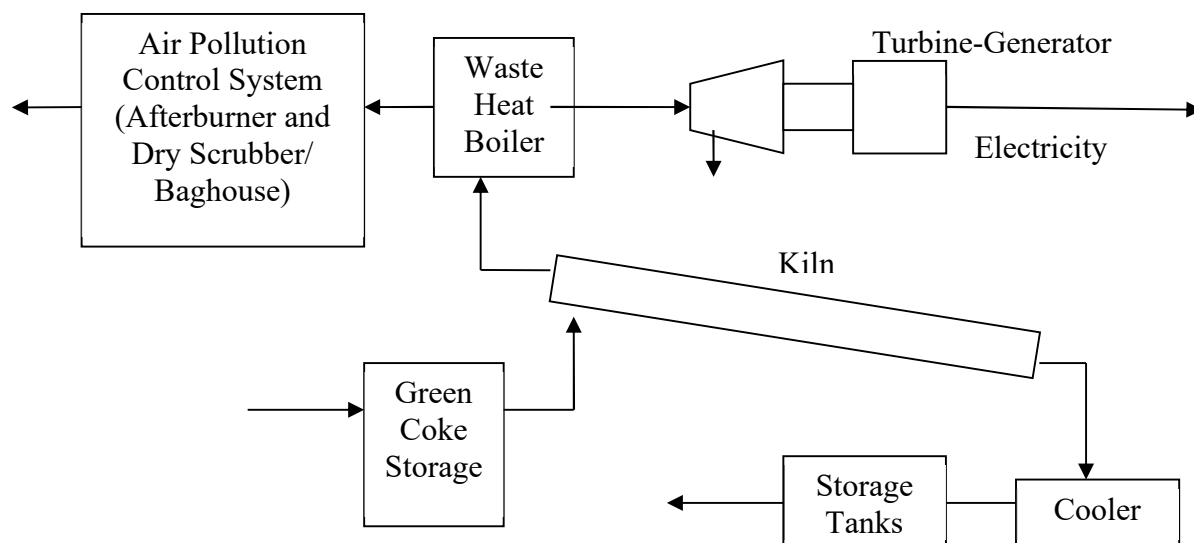 Air Pollution
Control System
(Afterburner and
Dry Scrubber/
Baghouse)
Waste
Heat
Boiler
Turbine-Generator
Electricity
Kiln
Green
Coke
Storage
Storage
Tanks
Cooler